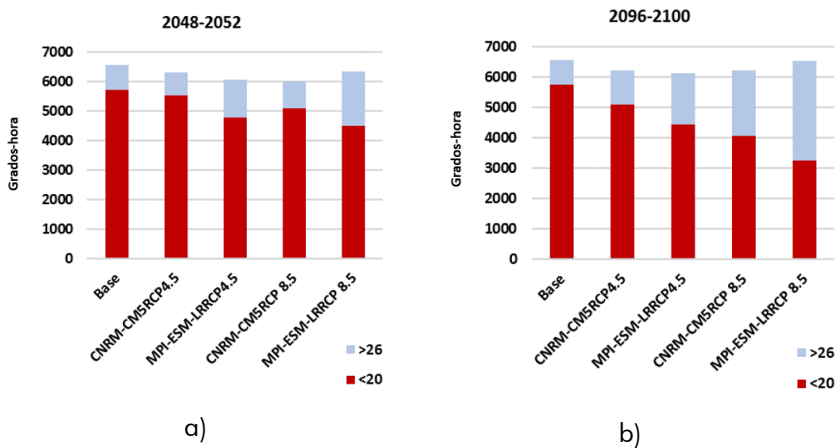 2048-2052
Grados-hora
7000
6000
5000
4000
3000
2000
1000
0
Base
CNRM-CM5RCP4.5
MPI-ESM-LRRCP4.5
CNRM-CM5RCP 8.5
MPI-ESM-LRRCP 8.5
>26
<20
a)
2096-2100
Grados-hora
7000
6000
5000
4000
3000
2000
1000
0
Base
CNRM-CM5RCP4.5
MPI-ESM-LRRCP4.5
CNRM-CM5RCP 8.5
MPI-ESM-LRRCP 8.5
>26
<20
b)